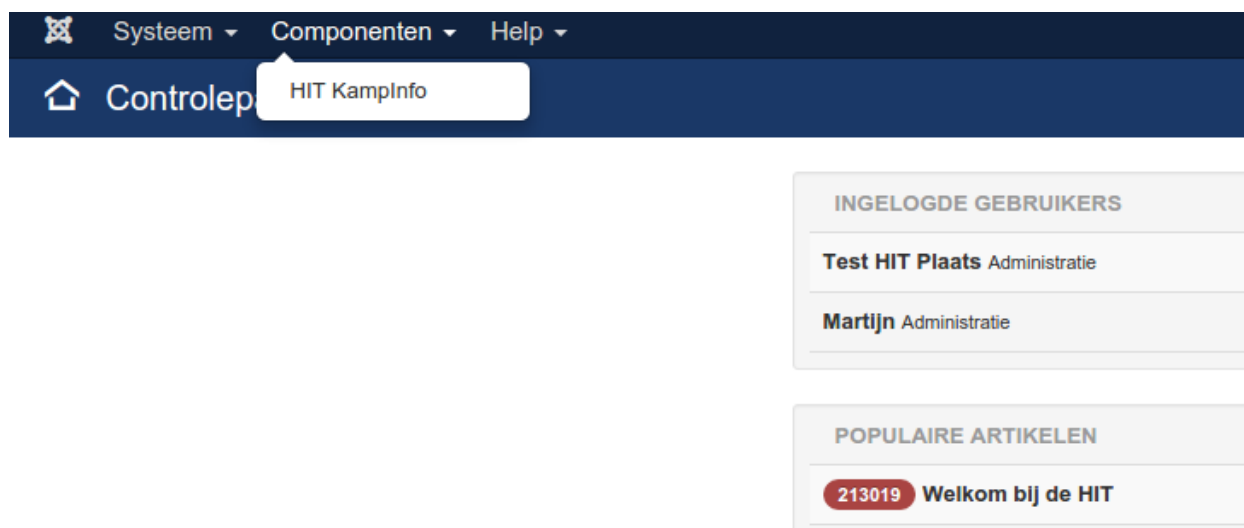 Systeem Componenten Help
HIT KampInfo
Controlep
INGELOGDE GEBRUIKERS
Test HIT Plaats Administratie
Martijn Administratie
POPULAIRE ARTIKELEN
213019 Welkom bij de HIT